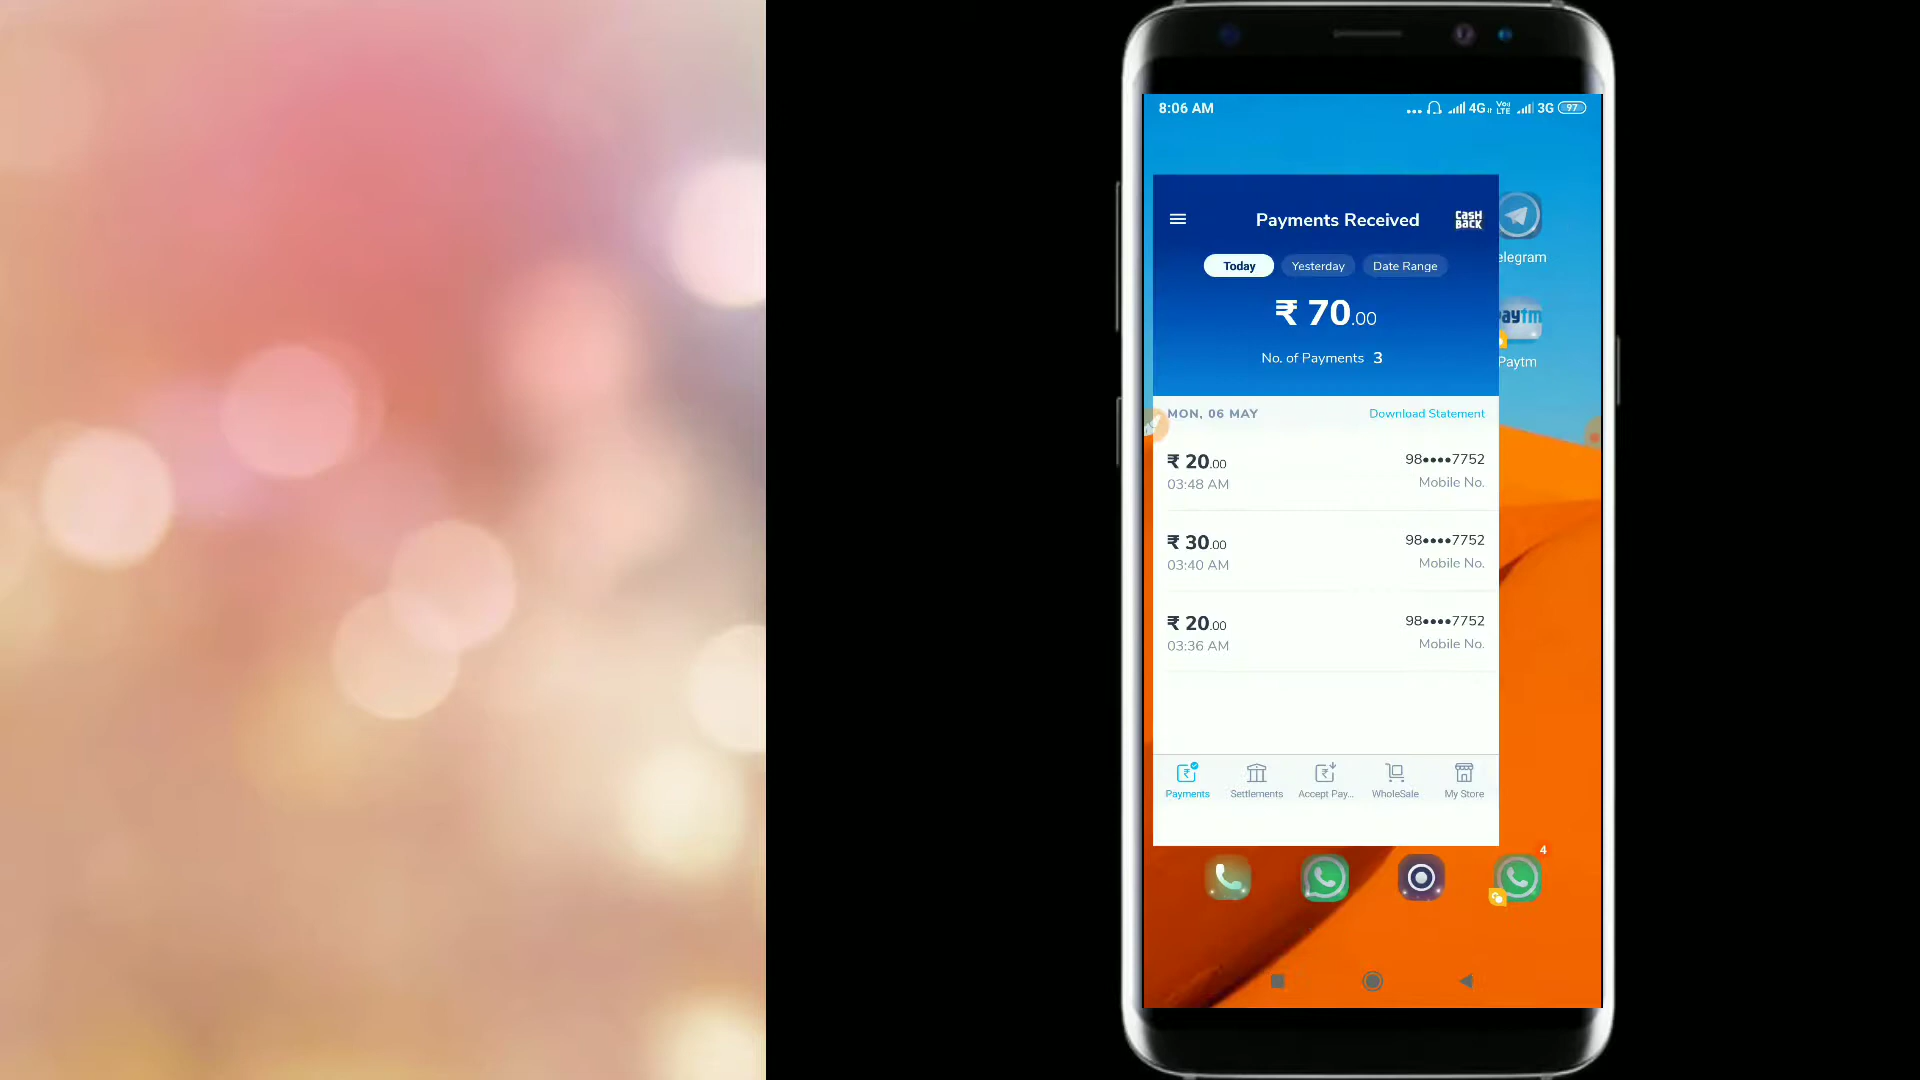 8:06 AM
4G
VoLTE
3G
97
Payments Received
CASH BACK
elegram
Today
Yesterday
Date Range
₹ 70.00
aytm
No. of Payments 3
Paytm
MON, 06 MAY
Download Statement
₹ 20.00
98••••7752
03:48 AM
Mobile No.
₹ 30.00
98••••7752
03:40 AM
Mobile No.
₹ 20.00
98••••7752
03:36 AM
Mobile No.
Payments
Settlements
Accept Pay...
WholeSale
My Store
4